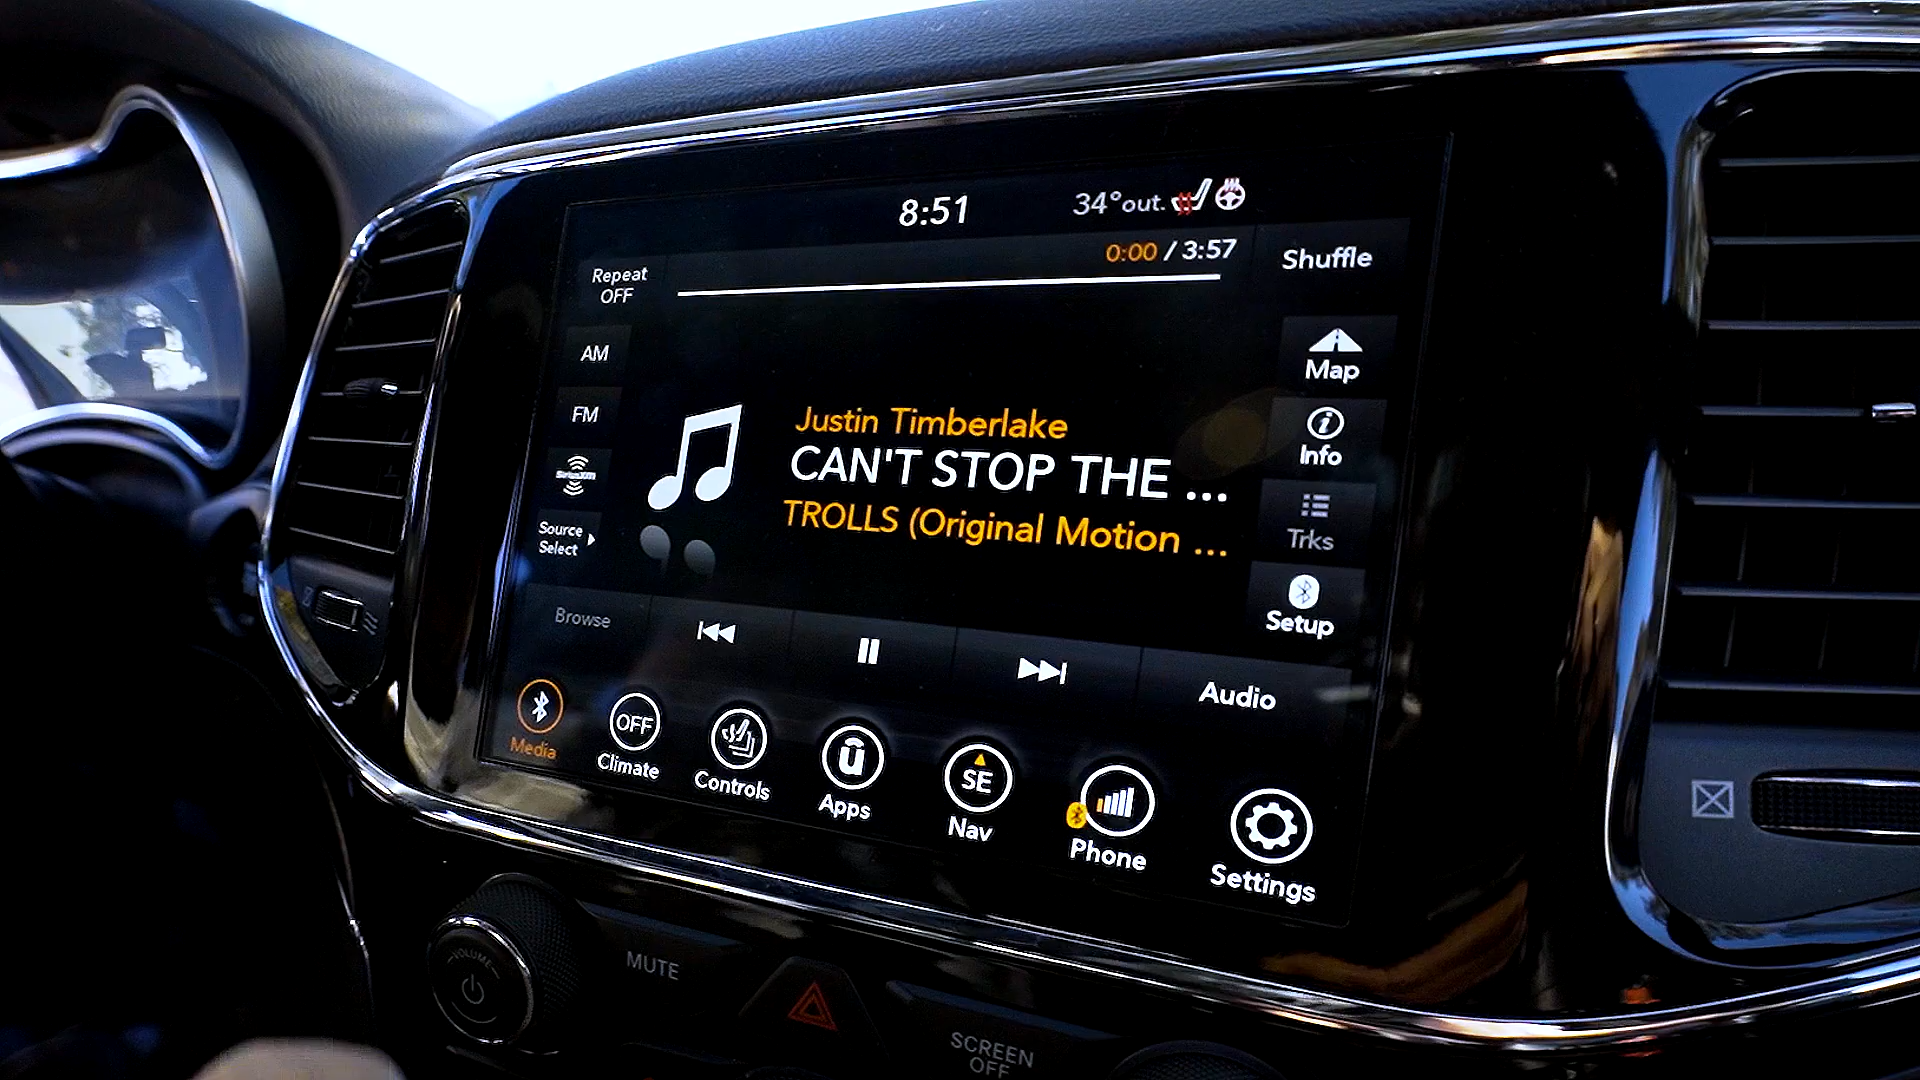 8:51
34°out.
0:00 / 3:57
Shuffle
Repeat
OFF
AM
FM
SiriusXM
Source
Select
Justin Timberlake
CAN'T STOP THE ...
TROLLS (Original Motion ...
Map
Info
Trks
Setup
Browse
Audio
Media
OFF
Climate
Controls
Apps
SE
Nav
Phone
Settings
VOLUME
MUTE
SCREEN
OFF